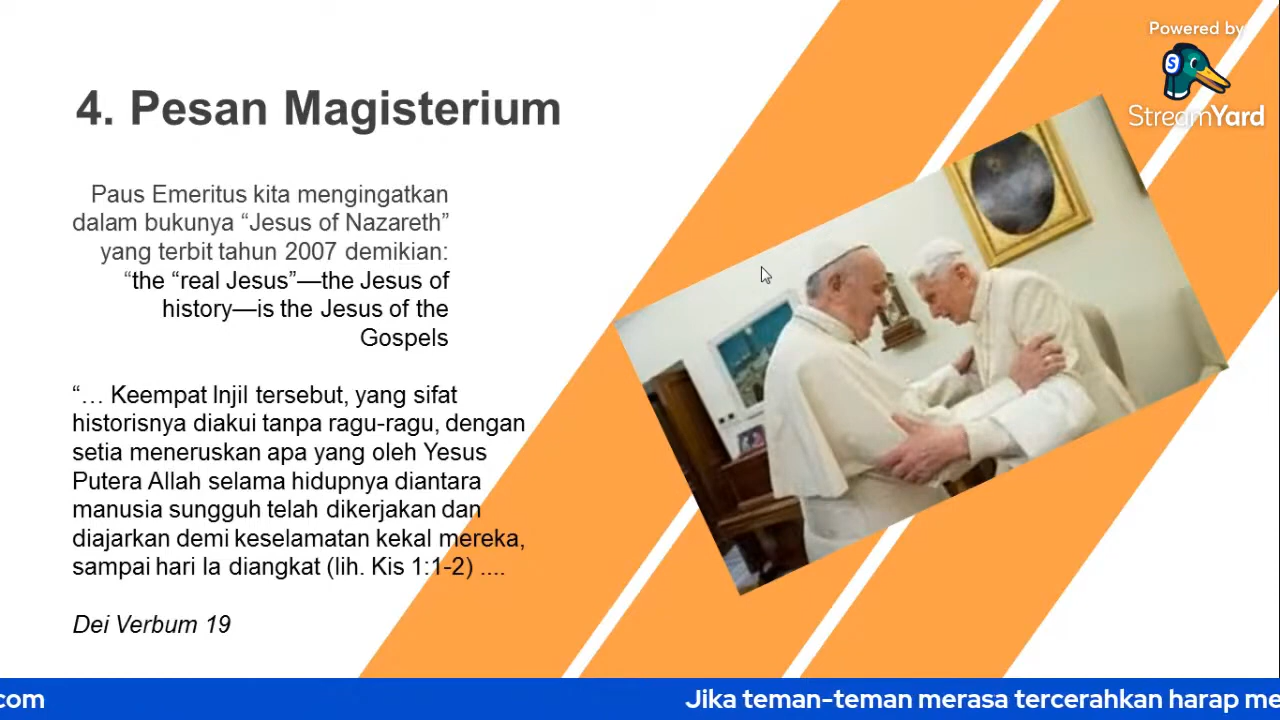 Powered by
StreamYard
4. Pesan Magisterium
Paus Emeritus kita mengingatkan
dalam bukunya “Jesus of Nazareth”
yang terbit tahun 2007 demikian:
“the “real Jesus”—the Jesus of
history—is the Jesus of the
Gospels
“… Keempat Injil tersebut, yang sifat
historisnya diakui tanpa ragu-ragu, dengan
setia meneruskan apa yang oleh Yesus
Putera Allah selama hidupnya diantara
manusia sungguh telah dikerjakan dan
diajarkan demi keselamatan kekal mereka,
sampai hari Ia diangkat (lih. Kis 1:1-2) ....
Dei Verbum 19
com
Jika teman-teman merasa tercerahkan harap me